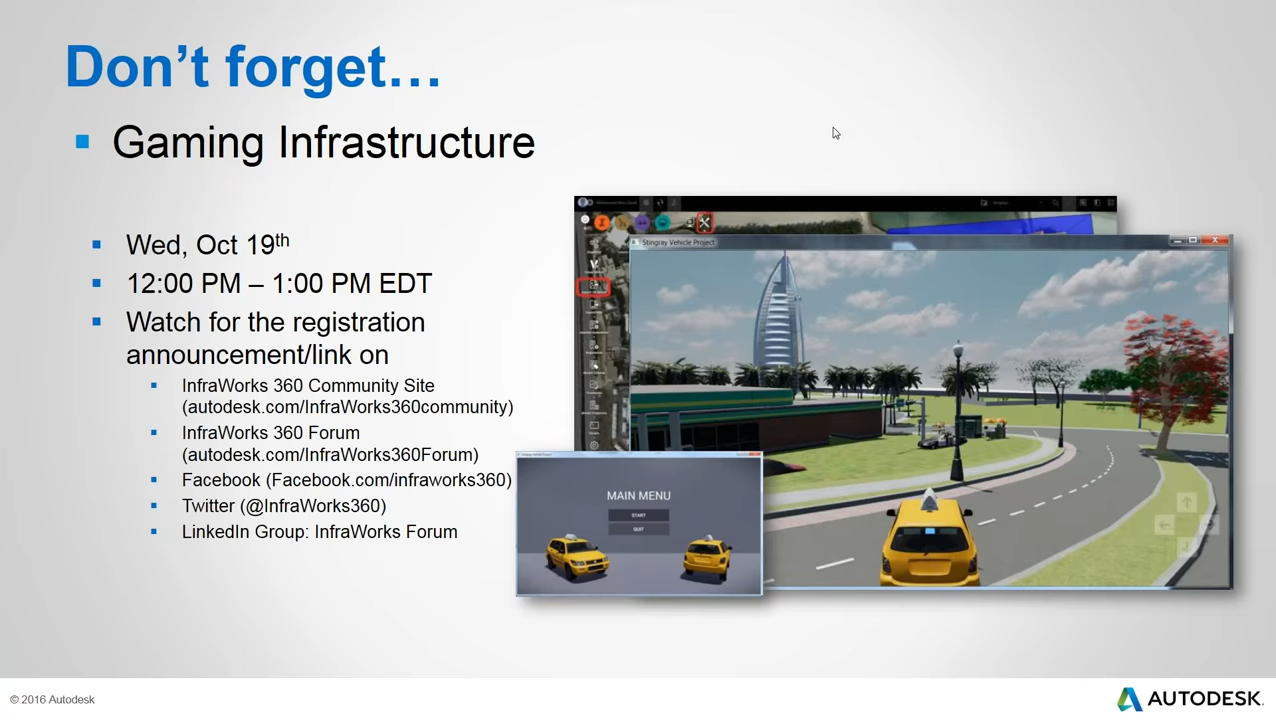 Don't forget…
Gaming Infrastructure
Wed, Oct 19th
12:00 PM – 1:00 PM EDT
Watch for the registration
announcement/link on
InfraWorks 360 Community Site
(autodesk.com/InfraWorks360community)
InfraWorks 360 Forum
(autodesk.com/InfraWorks360Forum)
Facebook (Facebook.com/infraworks360)
Twitter (@InfraWorks360)
LinkedIn Group: InfraWorks Forum
Stingray Vehicle Project
MAIN MENU
START
QUIT
© 2016 Autodesk
AUTODESK.